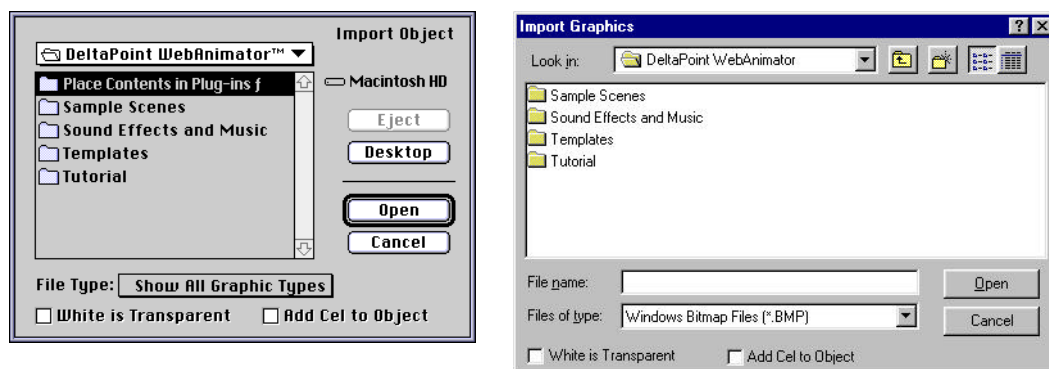 Import Object
DeltaPoint WebAnimator™
Place Contents in Plug-ins ƒ
Sample Scenes
Sound Effects and Music
Templates
Tutorial
Macintosh HD
Eject
Desktop
Open
Cancel
File Type: Show All Graphic Types
White is Transparent Add Cel to Object
Import Graphics
Look in: DeltaPoint WebAnimator
Sample Scenes
Sound Effects and Music
Templates
Tutorial
File name: Open
Files of type: Windows Bitmap Files (*.BMP) Cancel
White is Transparent Add Cel to Object